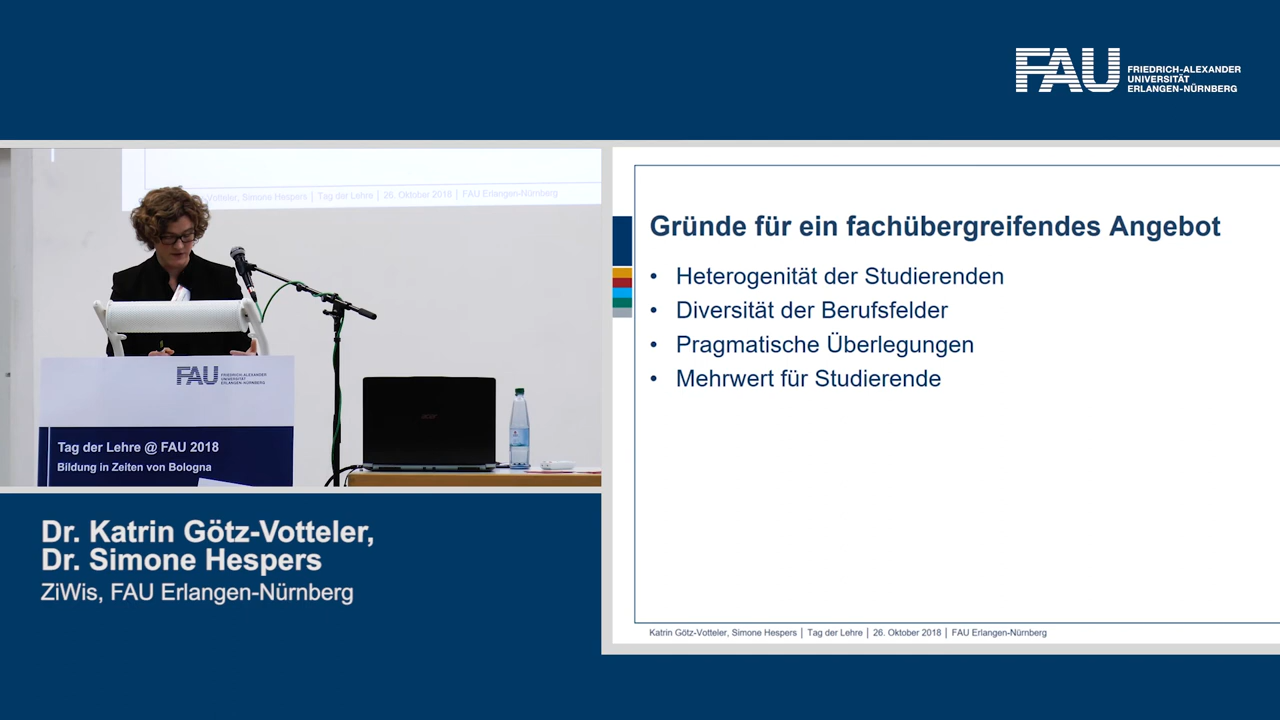 FAU FRIEDRICH-ALEXANDER
UNIVERSITÄT
ERLANGEN-NÜRNBERG
Votteler, Simone Hespers | Tag der Lehre | 26. Oktober 2018 | FAU Erlangen-Nürnberg
FAU FRIEDRICH-ALEXANDER
UNIVERSITÄT
ERLANGEN-NÜRNBERG
Tag der Lehre @ FAU 2018
Bildung in Zeiten von Bologna
acer
Dr. Katrin Götz-Votteler,
Dr. Simone Hespers
ZiWis, FAU Erlangen-Nürnberg
Gründe für ein fachübergreifendes Angebot
• Heterogenität der Studierenden
• Diversität der Berufsfelder
• Pragmatische Überlegungen
• Mehrwert für Studierende
Katrin Götz-Votteler, Simone Hespers | Tag der Lehre | 26. Oktober 2018 | FAU Erlangen-Nürnberg